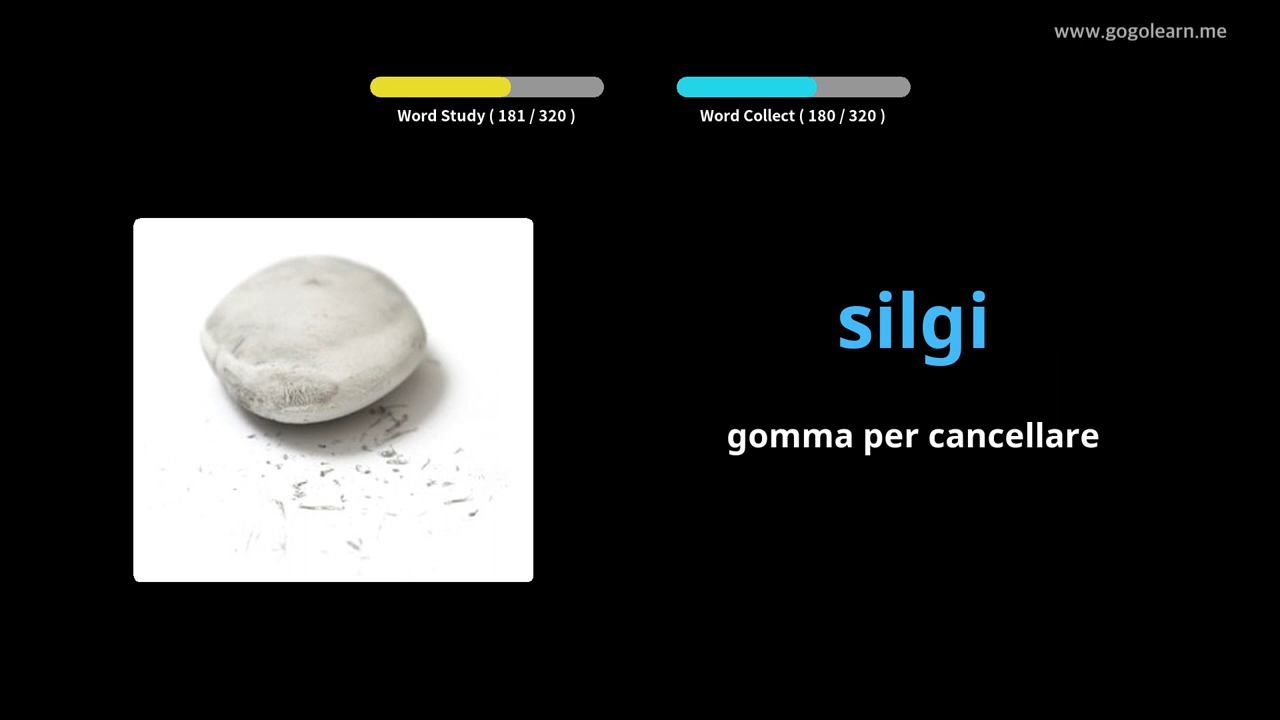 www.gogolearn.me
Word Study ( 181 / 320 )
Word Collect ( 180 / 320 )
silgi
gomma per cancellare